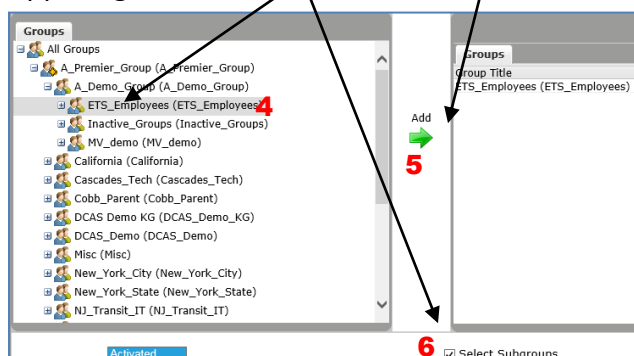 Groups
All Groups
A_Premier_Group (A_Premier_Group)
A_Demo_Group (A_Demo_Group)
ETS_Employees (ETS_Employees) 4
Inactive_Groups (Inactive_Groups)
MV_demo (MV_demo)
California (California)
Cascades_Tech (Cascades_Tech)
Cobb_Parent (Cobb_Parent)
DCAS Demo KG (DCAS_Demo_KG)
DCAS_Demo (DCAS_Demo)
Misc (Misc)
New_York_City (New_York_City)
New_York_State (New_York_State)
NJ_Transit_IT (NJ_Transit_IT)
Add
5
Groups
Group Title
ETS_Employees (ETS_Employees)
Activated
6 Select Subgroups